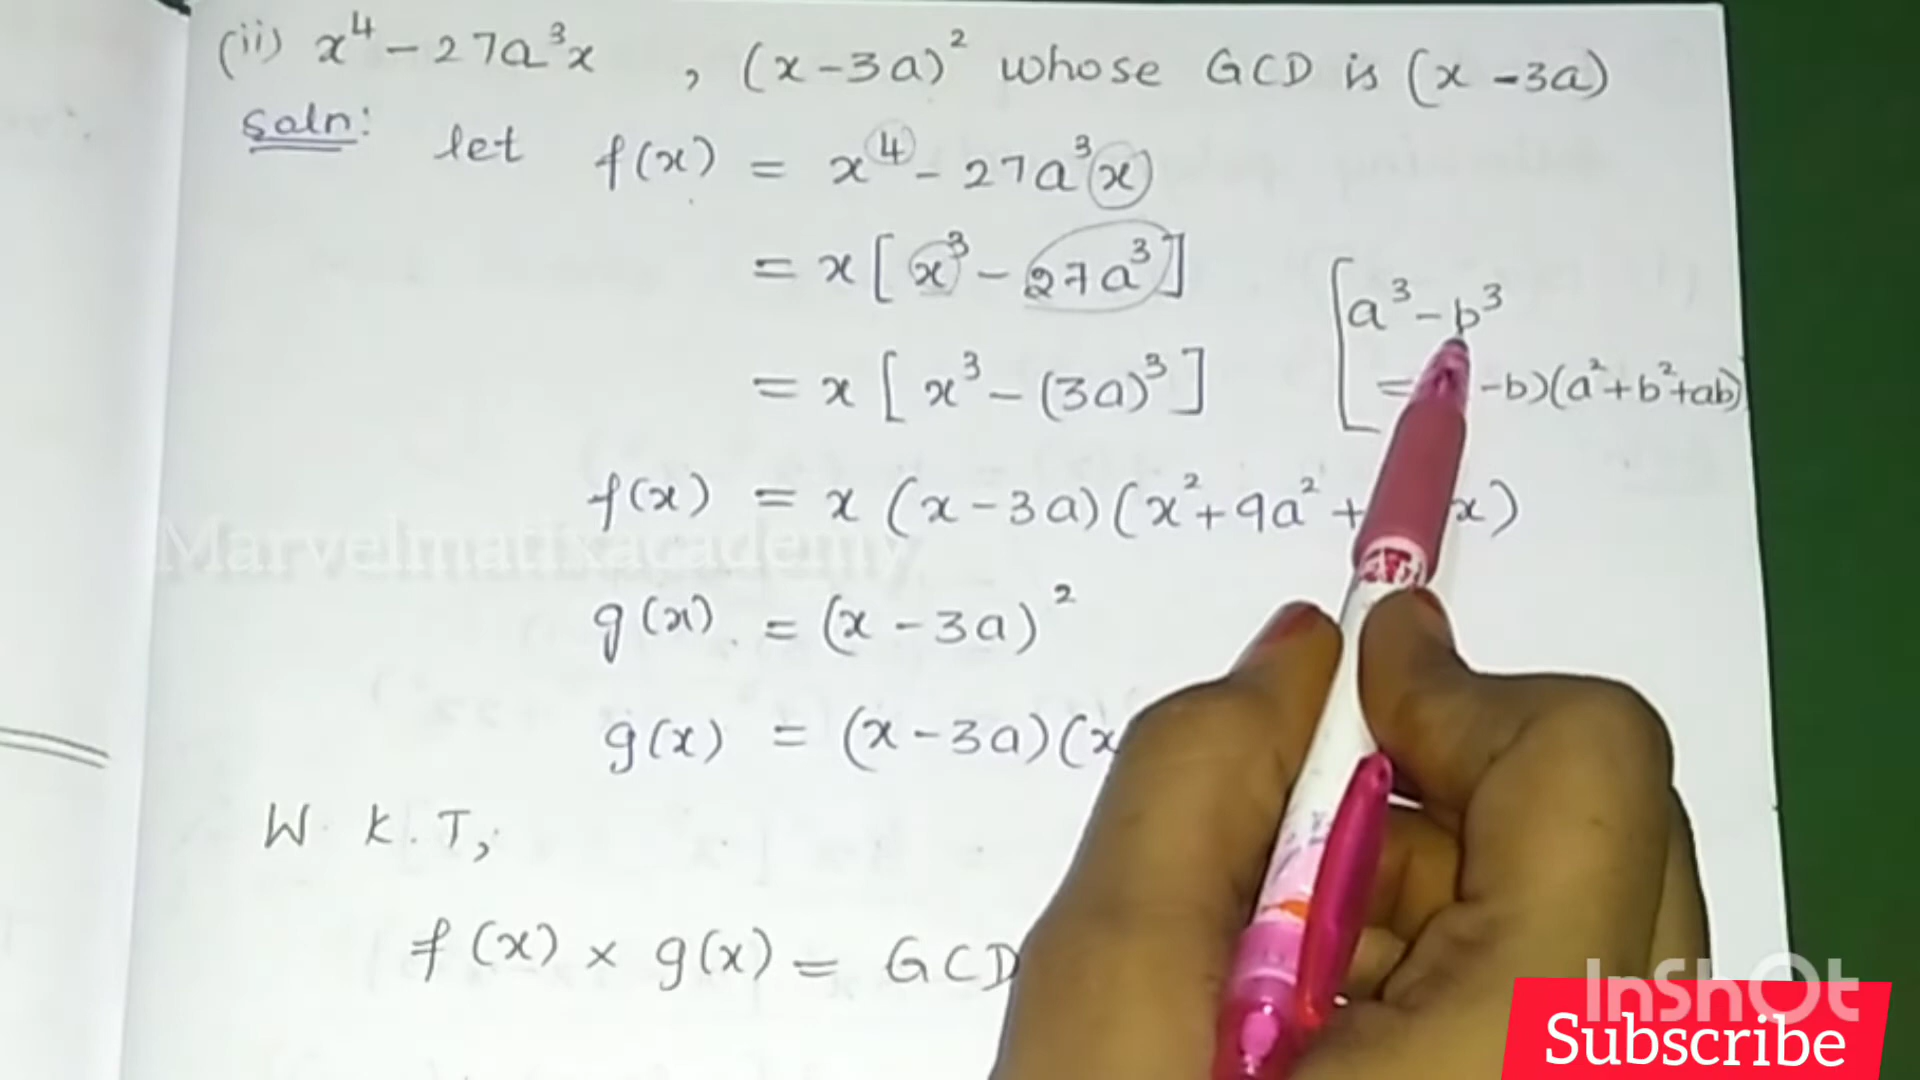 (ii) x⁴ - 27a³x , (x - 3a)² whose GCD is (x - 3a)
Soln:
let f(x) = x⁴ - 27a³x
= x[x³ - 27a³]
[a³ - b³
= x[x³ - (3a)³]
= -b)(a²+b²+ab)
f(x) = x(x - 3a)(x² + 9a² + x)
Marvelmatixacademy
g(x) = (x - 3a)²
g(x) = (x - 3a)(x
W.K.T,
f(x) × g(x) = GCD
InShOt
Subscribe